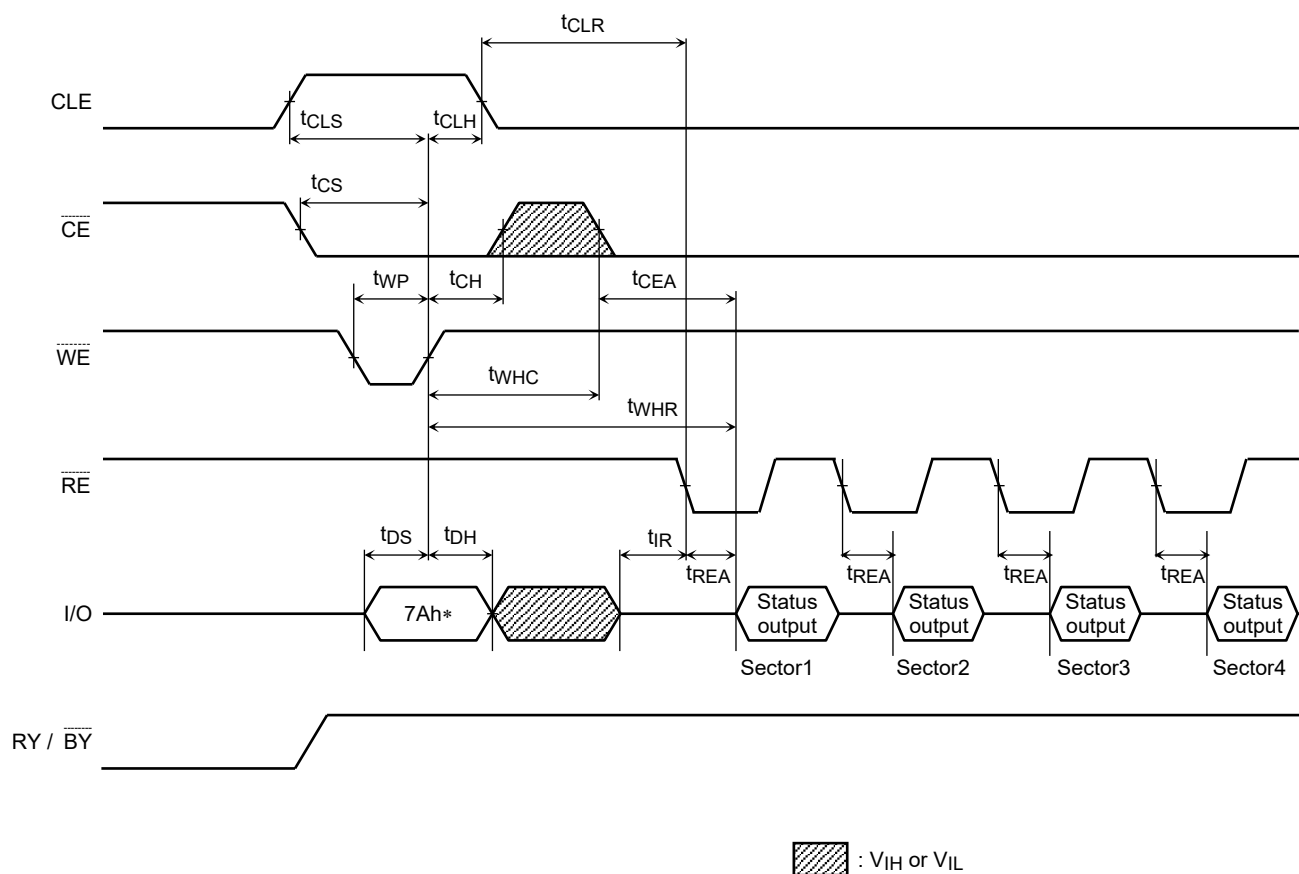 tCLR
CLE
tCLS
tCLH
tCS
CE
tWP
tCH
tCEA
WE
tWHC
tWHR
RE
tDS
tDH
tIR
tREA
tREA
tREA
tREA
I/O
7Ah*
Status output
Status output
Status output
Status output
Sector1
Sector2
Sector3
Sector4
RY / BY
: VIH or VIL